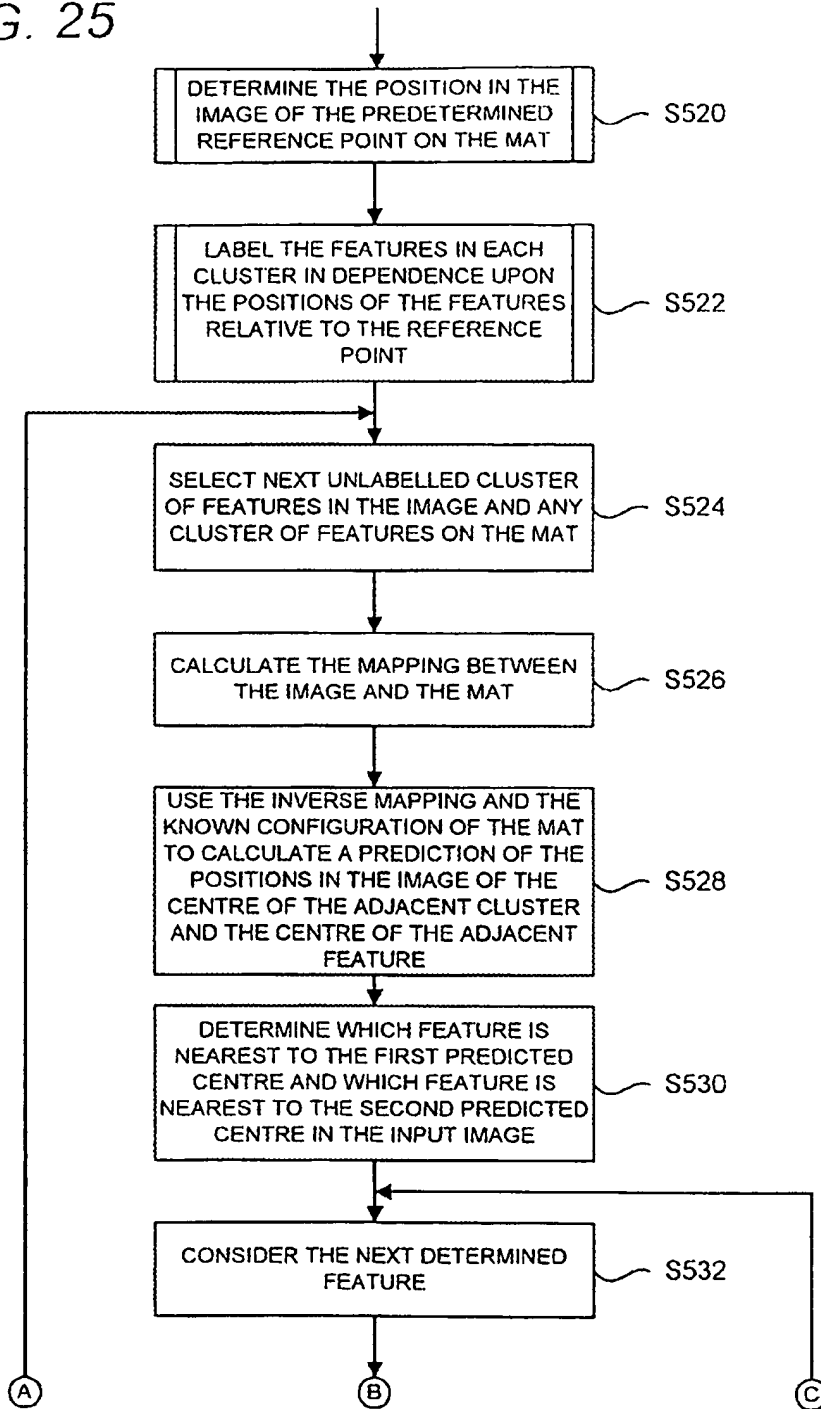 G. 25
DETERMINE THE POSITION IN THE
IMAGE OF THE PREDETERMINED
REFERENCE POINT ON THE MAT
S520
LABEL THE FEATURES IN EACH
CLUSTER IN DEPENDENCE UPON
THE POSITIONS OF THE FEATURES
RELATIVE TO THE REFERENCE
POINT
S522
SELECT NEXT UNLABELLED CLUSTER
OF FEATURES IN THE IMAGE AND ANY
CLUSTER OF FEATURES ON THE MAT
S524
CALCULATE THE MAPPING BETWEEN
THE IMAGE AND THE MAT
S526
USE THE INVERSE MAPPING AND THE
KNOWN CONFIGURATION OF THE MAT
TO CALCULATE A PREDICTION OF THE
POSITIONS IN THE IMAGE OF THE
CENTRE OF THE ADJACENT CLUSTER
AND THE CENTRE OF THE ADJACENT
FEATURE
S528
DETERMINE WHICH FEATURE IS
NEAREST TO THE FIRST PREDICTED
CENTRE AND WHICH FEATURE IS
NEAREST TO THE SECOND PREDICTED
CENTRE IN THE INPUT IMAGE
S530
CONSIDER THE NEXT DETERMINED
FEATURE
S532
A
B
C